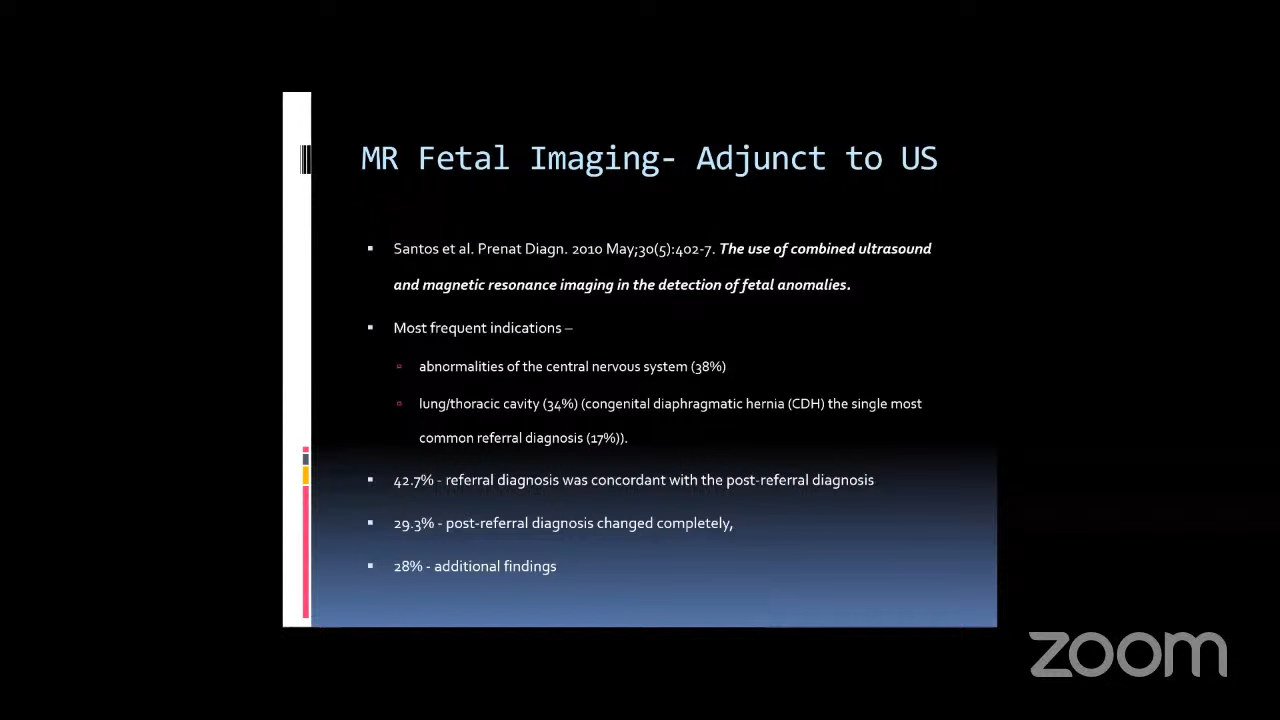 MR Fetal Imaging- Adjunct to US
Santos et al. Prenat Diagn. 2010 May;30(5):402-7. The use of combined ultrasound
and magnetic resonance imaging in the detection of fetal anomalies.
Most frequent indications –
abnormalities of the central nervous system (38%)
lung/thoracic cavity (34%) (congenital diaphragmatic hernia (CDH) the single most
common referral diagnosis (17%)).
42.7% - referral diagnosis was concordant with the post-referral diagnosis
29.3% - post-referral diagnosis changed completely,
28% - additional findings
zoom